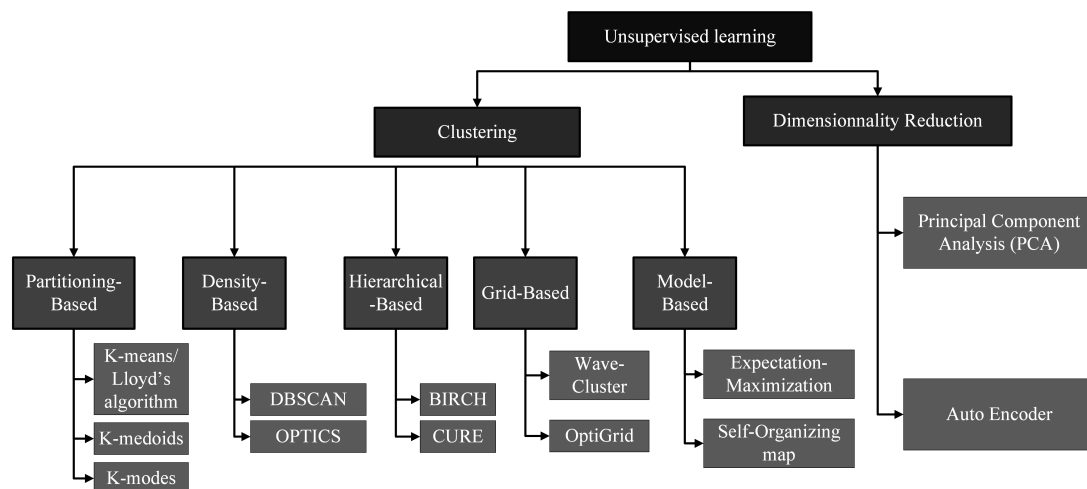 Unsupervised learning
Clustering
Dimensionnality Reduction
Principal Component
Analysis (PCA)
Auto Encoder
Partitioning-
Based
Density-
Based
Hierarchical
-Based
Grid-Based
Model-
Based
K-means/
Lloyd's
algorithm
K-medoids
K-modes
DBSCAN
OPTICS
BIRCH
CURE
Wave-
Cluster
OptiGrid
Expectation-
Maximization
Self-Organizing
map